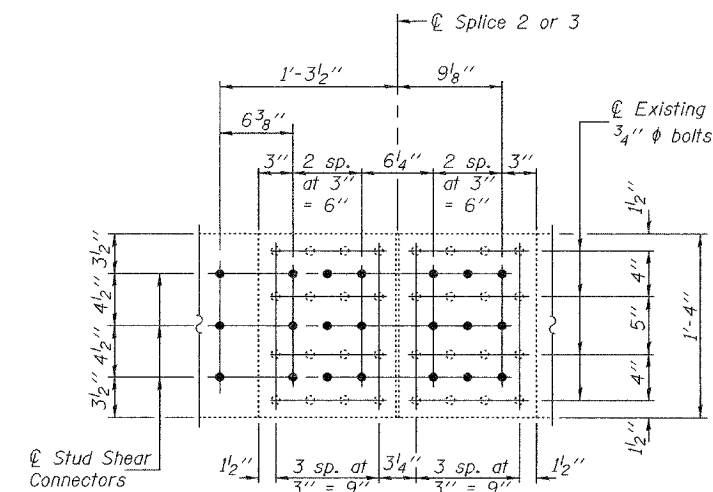 ℄ Splice 2 or 3
1'-3½"
9⅛"
℄ Existing
¾" ϕ bolts
6⅜"
3"
2 sp.
at 3"
= 6"
6¼"
2 sp.
at 3"
= 6"
3"
1½"
3½"
4½"
4½"
3½"
4"
5"
4"
1'-4"
1½"
℄ Stud Shear
Connectors
1½"
3 sp. at
3" = 9"
3¼"
3 sp. at
3" = 9"
1½"